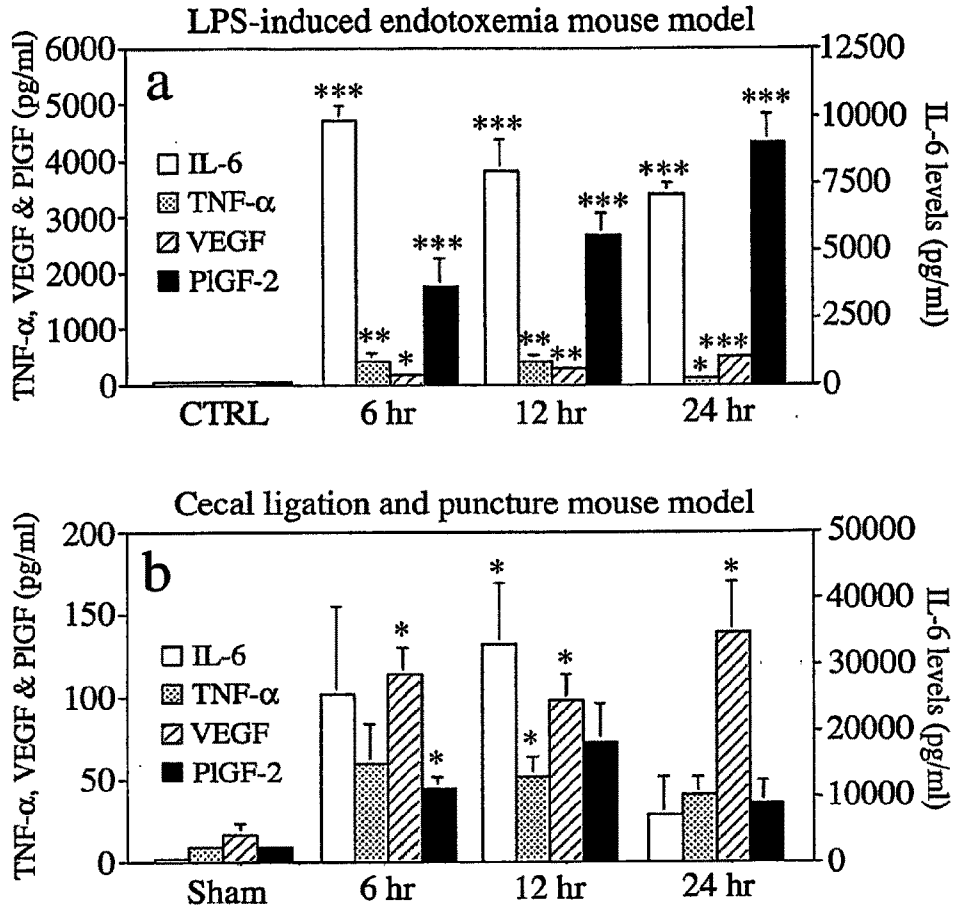 LPS-induced endotoxemia mouse model
a
TNF-α, VEGF & PlGF (pg/ml)
6000
5000
4000
3000
2000
1000
0
IL-6
TNF-α
VEGF
PlGF-2
***
**
*
***
***
**
**
***
***
*
***
***
12500
10000
7500
5000
2500
0
IL-6 levels (pg/ml)
CTRL 6 hr 12 hr 24 hr
Cecal ligation and puncture mouse model
b
TNF-α, VEGF & PlGF (pg/ml)
200
150
100
50
0
IL-6
TNF-α
VEGF
PlGF-2
*
*
*
*
*
*
50000
40000
30000
20000
10000
0
IL-6 levels (pg/ml)
Sham 6 hr 12 hr 24 hr